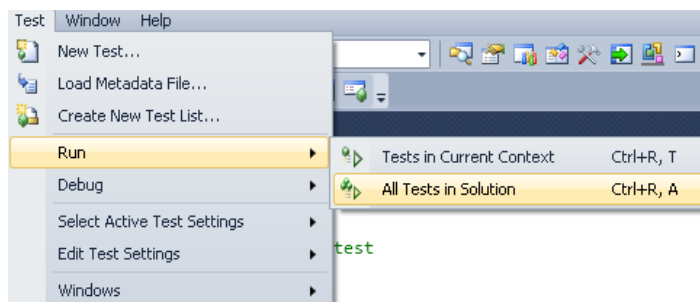 Test Window Help
New Test...
Load Metadata File...
Create New Test List...
Run
Tests in Current Context Ctrl+R, T
Debug
All Tests in Solution Ctrl+R, A
Select Active Test Settings
Edit Test Settings
test
Windows